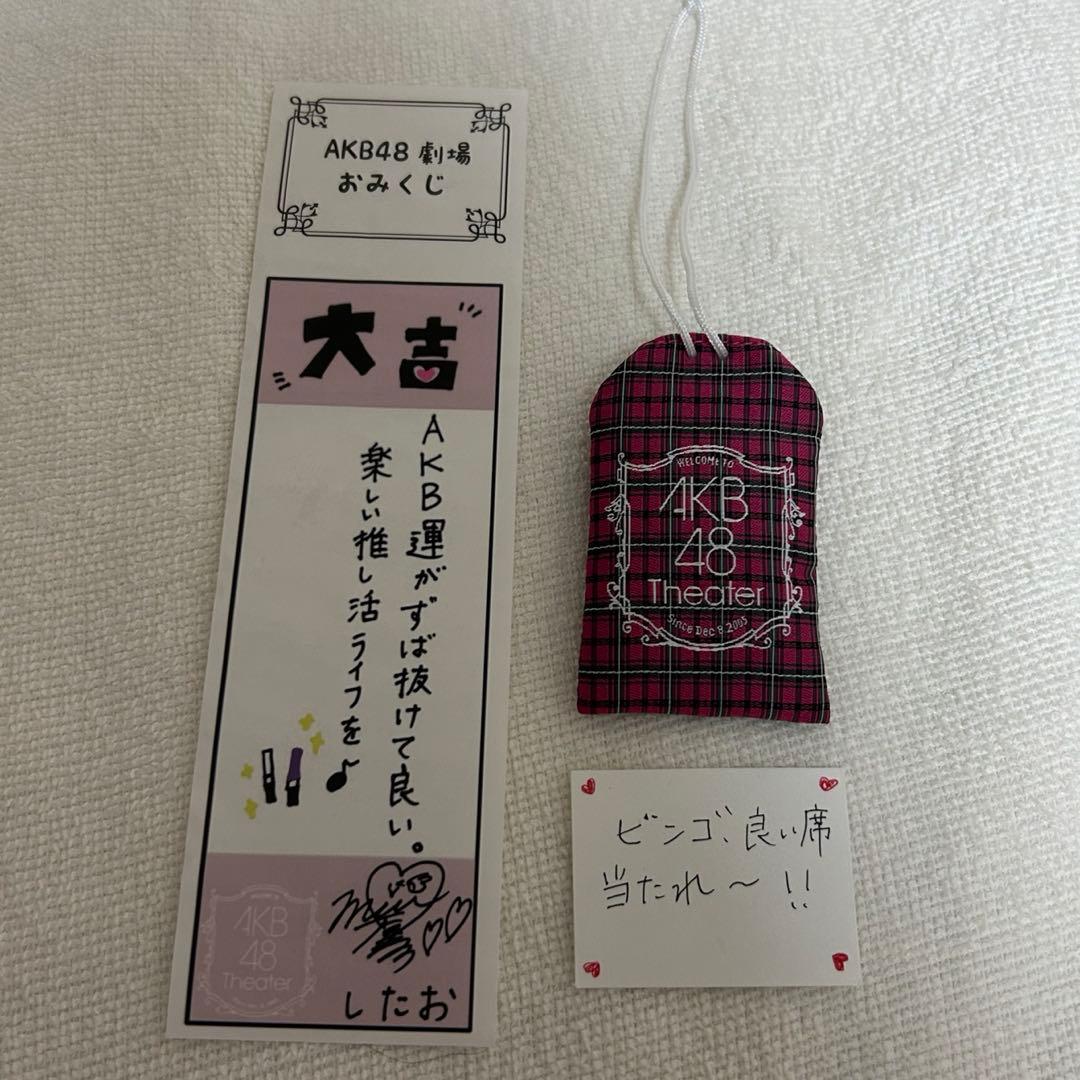 AKB48 劇場
おみくじ
大吉
AKB運がずば抜けて良い。
楽しい推し活ライフを
AKB
48
Theater
したお
WELCOME TO
AKB
48
Theater
Since Dec 8.2005
ビンゴ、良い席
当たれ〜!!